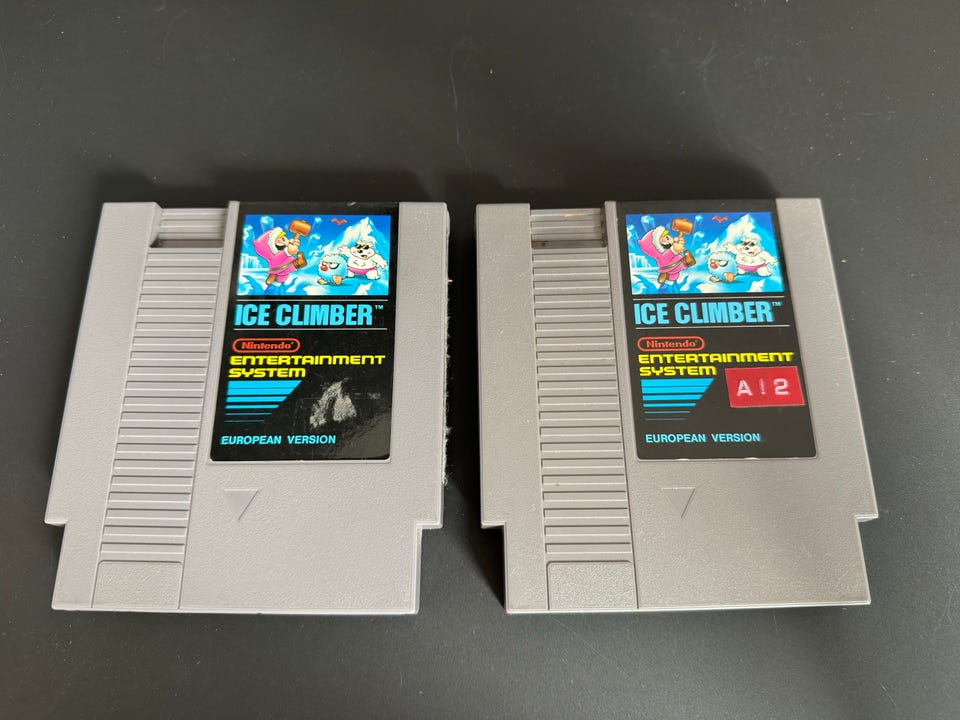 ICE CLIMBER™
Nintendo®
ENTERTAINMENT
SYSTEM
EUROPEAN VERSION
ICE CLIMBER™
Nintendo®
ENTERTAINMENT
SYSTEM
A!2
EUROPEAN VERSION